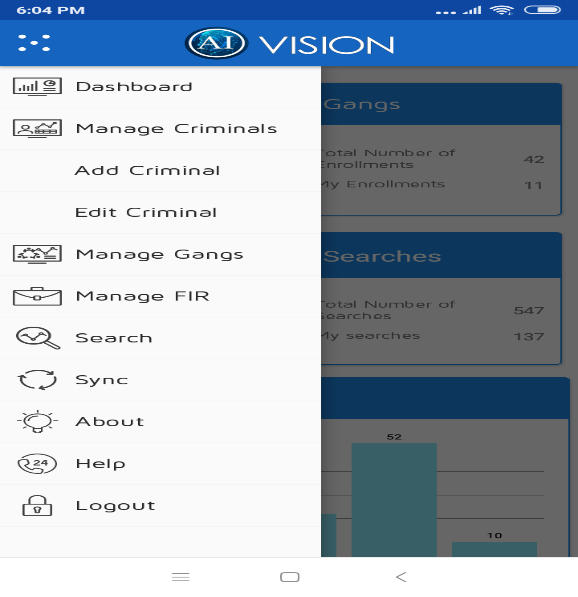 6:04 PM
AI VISION
Dashboard
Manage Criminals
Add Criminal
Edit Criminal
Manage Gangs
Manage FIR
Search
Sync
24
About
Help
Logout
Gangs
Total Number of
Enrollments
42
My Enrollments
11
Searches
Total Number of
Searches
547
My searches
137
52
10